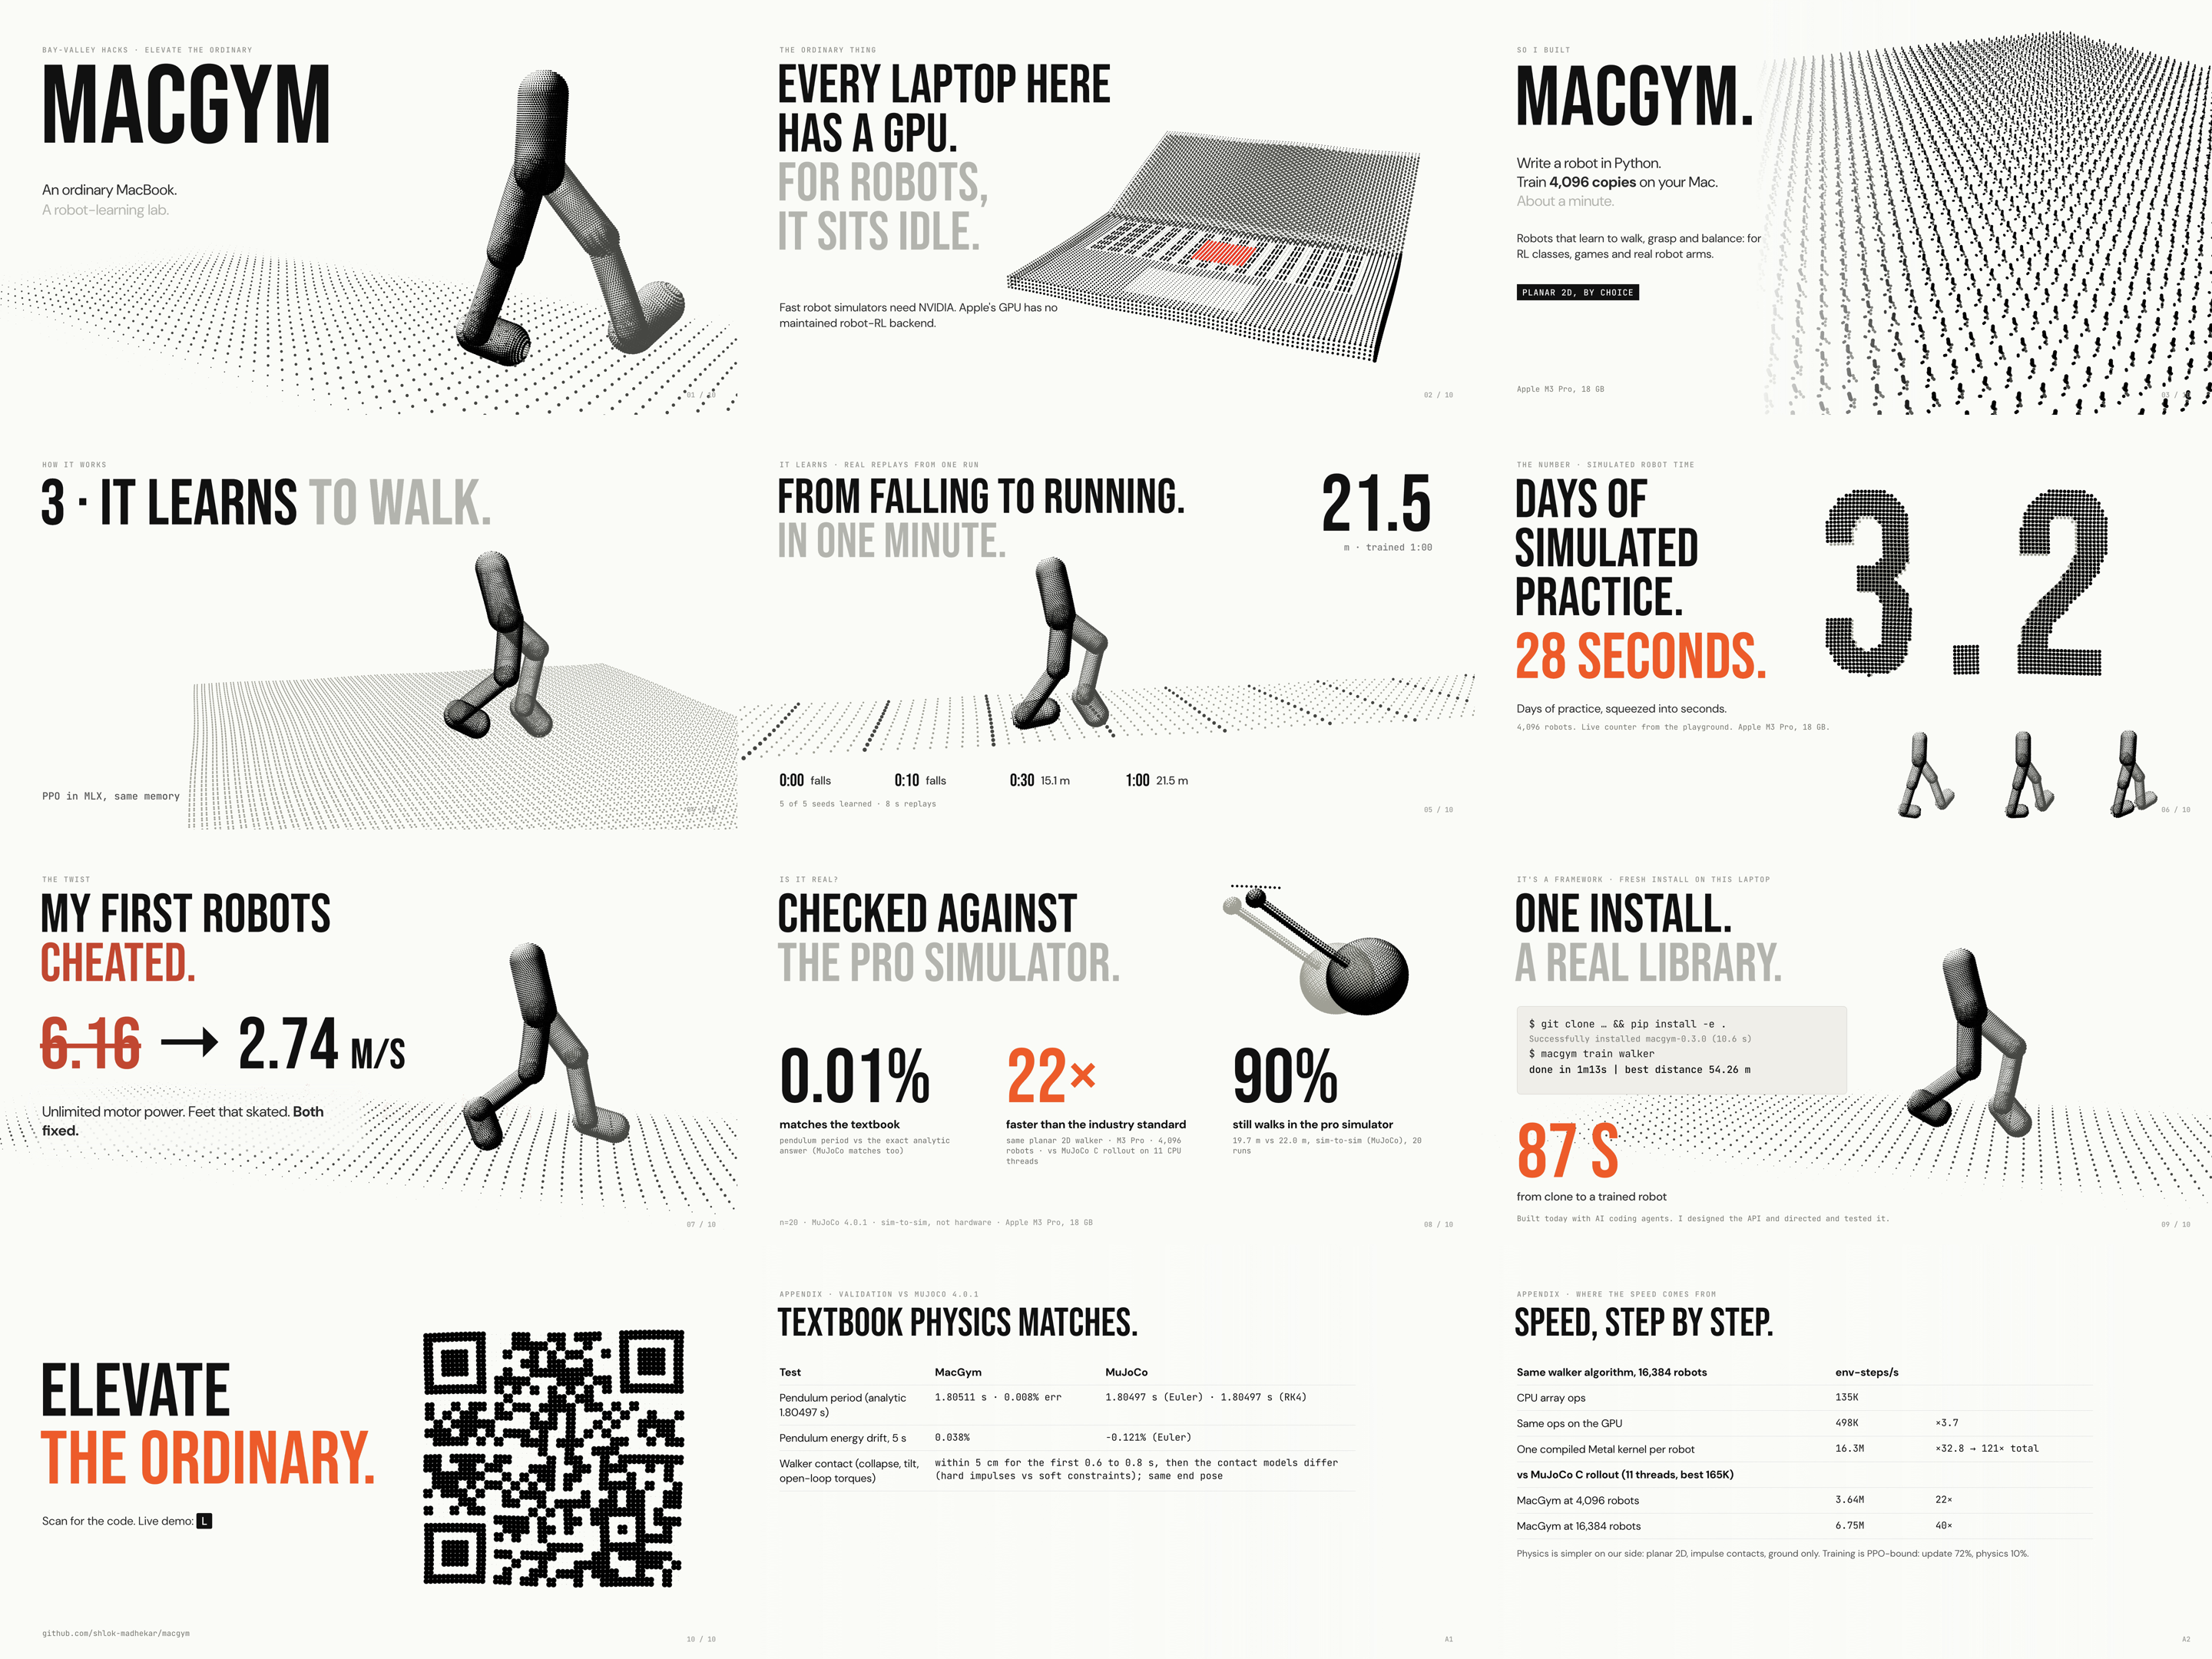 BAY-VALLEY HACKS · ELEVATE THE ORDINARY
MACGYM
An ordinary MacBook.
A robot-learning lab.
01 / 10
THE ORDINARY THING
EVERY LAPTOP HERE
HAS A GPU.
FOR ROBOTS,
IT SITS IDLE.
Fast robot simulators need NVIDIA. Apple's GPU has no
maintained robot-RL backend.
02 / 10
SO I BUILT
MACGYM.
Write a robot in Python.
Train 4,096 copies on your Mac.
About a minute.
Robots that learn to walk, grasp and balance: for
RL classes, games and real robot arms.
PLANAR 2D, BY CHOICE
Apple M3 Pro, 18 GB
03 /
HOW IT WORKS
3 · IT LEARNS TO WALK.
PPO in MLX, same memory
IT LEARNS · REAL REPLAYS FROM ONE RUN
FROM FALLING TO RUNNING.
IN ONE MINUTE.
21.5
m · trained 1:00
0:00 falls
0:10 falls
0:30 15.1 m
1:00 21.5 m
5 of 5 seeds learned · 8 s replays
05 / 10
THE NUMBER · SIMULATED ROBOT TIME
DAYS OF
SIMULATED
PRACTICE.
28 SECONDS.
3.2
Days of practice, squeezed into seconds.
4,096 robots. Live counter from the playground. Apple M3 Pro, 18 GB.
06 / 10
THE TWIST
MY FIRST ROBOTS
CHEATED.
6.16 → 2.74 M/S
Unlimited motor power. Feet that skated. Both
fixed.
07 / 10
IS IT REAL?
CHECKED AGAINST
THE PRO SIMULATOR.
0.01%
matches the textbook
pendulum period vs the exact analytic
answer (MuJoCo matches too)
22×
faster than the industry standard
same planar 2D walker · M3 Pro · 4,096
robots · vs MuJoCo C rollout on 11 CPU
threads
90%
still walks in the pro simulator
19.7 m vs 22.0 m, sim-to-sim (MuJoCo), 20
runs
n=20 · MuJoCo 4.0.1 · sim-to-sim, not hardware · Apple M3 Pro, 18 GB
08 / 10
IT'S A FRAMEWORK · FRESH INSTALL ON THIS LAPTOP
ONE INSTALL.
A REAL LIBRARY.
$ git clone … && pip install -e .
Successfully installed macgym-0.3.0 (10.6 s)
$ macgym train walker
done in 1m13s | best distance 54.26 m
87 S
from clone to a trained robot
Built today with AI coding agents. I designed the API and directed and tested it.
09 / 10
ELEVATE
THE ORDINARY.
Scan for the code. Live demo: L
github.com/shlok-madhekar/macgym
10 / 10
APPENDIX · VALIDATION VS MUJOCO 4.0.1
TEXTBOOK PHYSICS MATCHES.
Test MacGym MuJoCo
Pendulum period (analytic
1.80497 s) 1.80511 s · 0.008% err 1.80497 s (Euler) · 1.80497 s (RK4)
Pendulum energy drift, 5 s 0.038% -0.121% (Euler)
Walker contact (collapse, tilt,
open-loop torques) within 5 cm for the first 0.6 to 0.8 s, then the contact models differ
(hard impulses vs soft constraints); same end pose
A1
APPENDIX · WHERE THE SPEED COMES FROM
SPEED, STEP BY STEP.
Same walker algorithm, 16,384 robots env-steps/s
CPU array ops 135K
Same ops on the GPU 498K ×3.7
One compiled Metal kernel per robot 16.3M ×32.8 → 121× total
vs MuJoCo C rollout (11 threads, best 165K)
MacGym at 4,096 robots 3.64M 22×
MacGym at 16,384 robots 6.75M 40×
Physics is simpler on our side: planar 2D, impulse contacts, ground only. Training is PPO-bound: update 72%, physics 10%.
A2